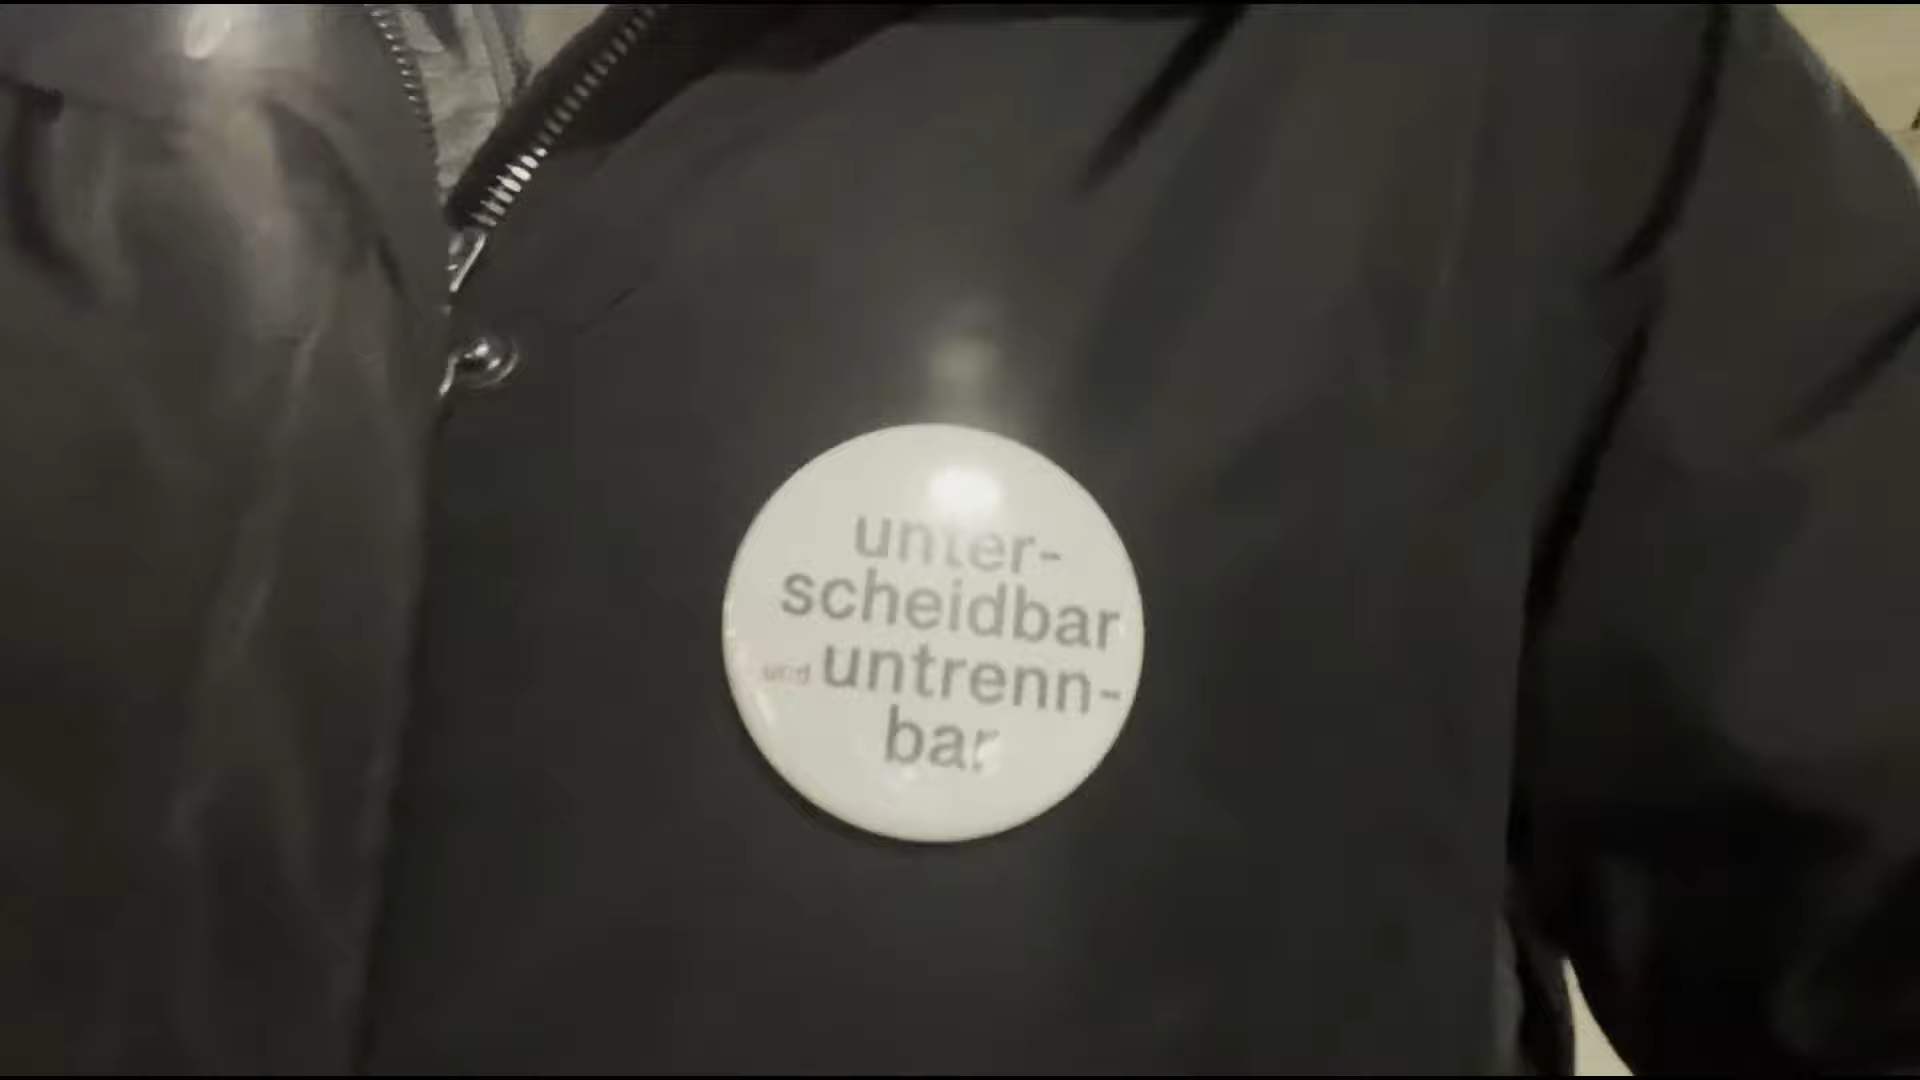 unter-
scheidbar
und untrenn-
bar